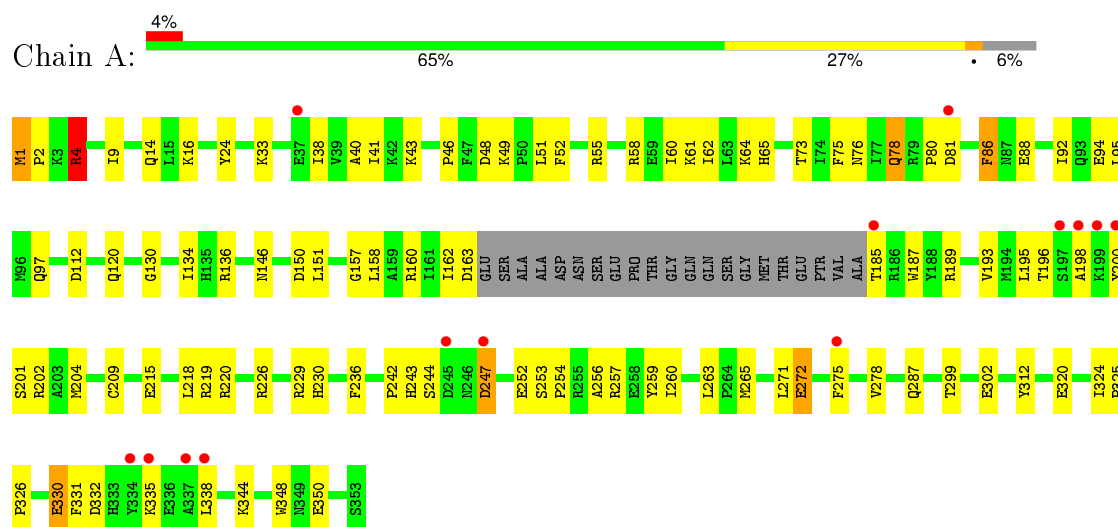 4%
Chain A:
65% 27% • 6%
M1 P2 K3 R4 I9 Q14 L15 K16 Y24 K33 E37 I38 V39 A40 I41 K42 K43 P46 F47 D48 K49 P50 L51 F52 R55 R58 E59 I60 K61 I62 L63 K64 H65 T73 I74 F75 N76 I77 Q78 R79 P80 D81 F86 N87 E88 I92 Q93 E94 L95
M96 Q97 D112 Q120 G130 I134 H135 R136 N146 D150 L151 G157 L158 A159 R160 I161 I162 D163 GLU SER ALA ALA ASP ASN SER GLU PRO THR GLY GLN GLN SER GLY MET THR GLU PTR VAL ALA T185 R186 W187 Y188 R189 V193 M194 L195 T196 S197 A198 K199 Y200
S201 R202 A203 M204 C209 E215 L218 R219 R220 R226 R229 H230 F236 P242 H243 S244 D245 N246 D247 E252 S253 P254 R255 A256 R257 E258 Y259 I260 L263 P264 M265 L271 E272 F275 V278 Q287 T299 E302 Y312 E320 I324 P325
P326 E330 F331 D332 H333 Y334 K335 E336 A337 L338 K344 W348 N349 E350 S353